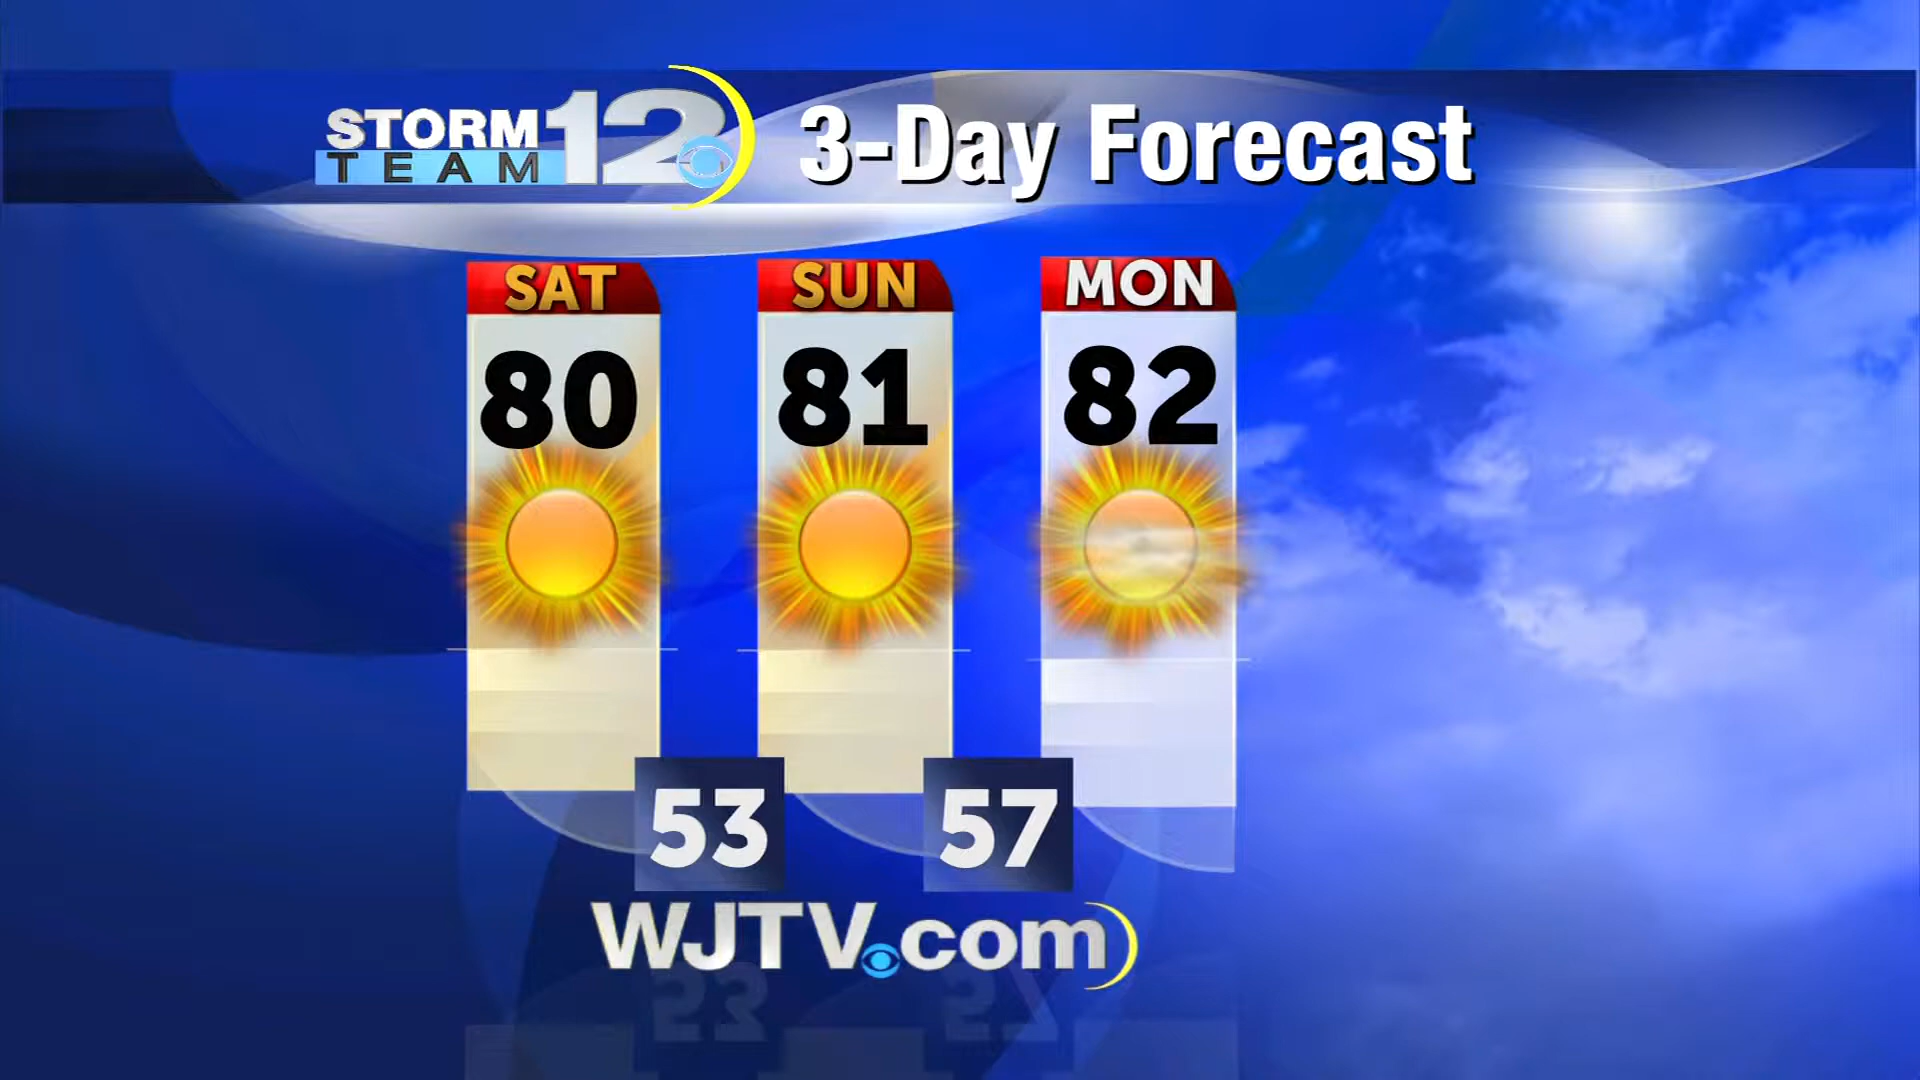 STORM
TEAM 12
3-Day Forecast
SAT SUN MON
80 81 82
53 57
WJTV.com